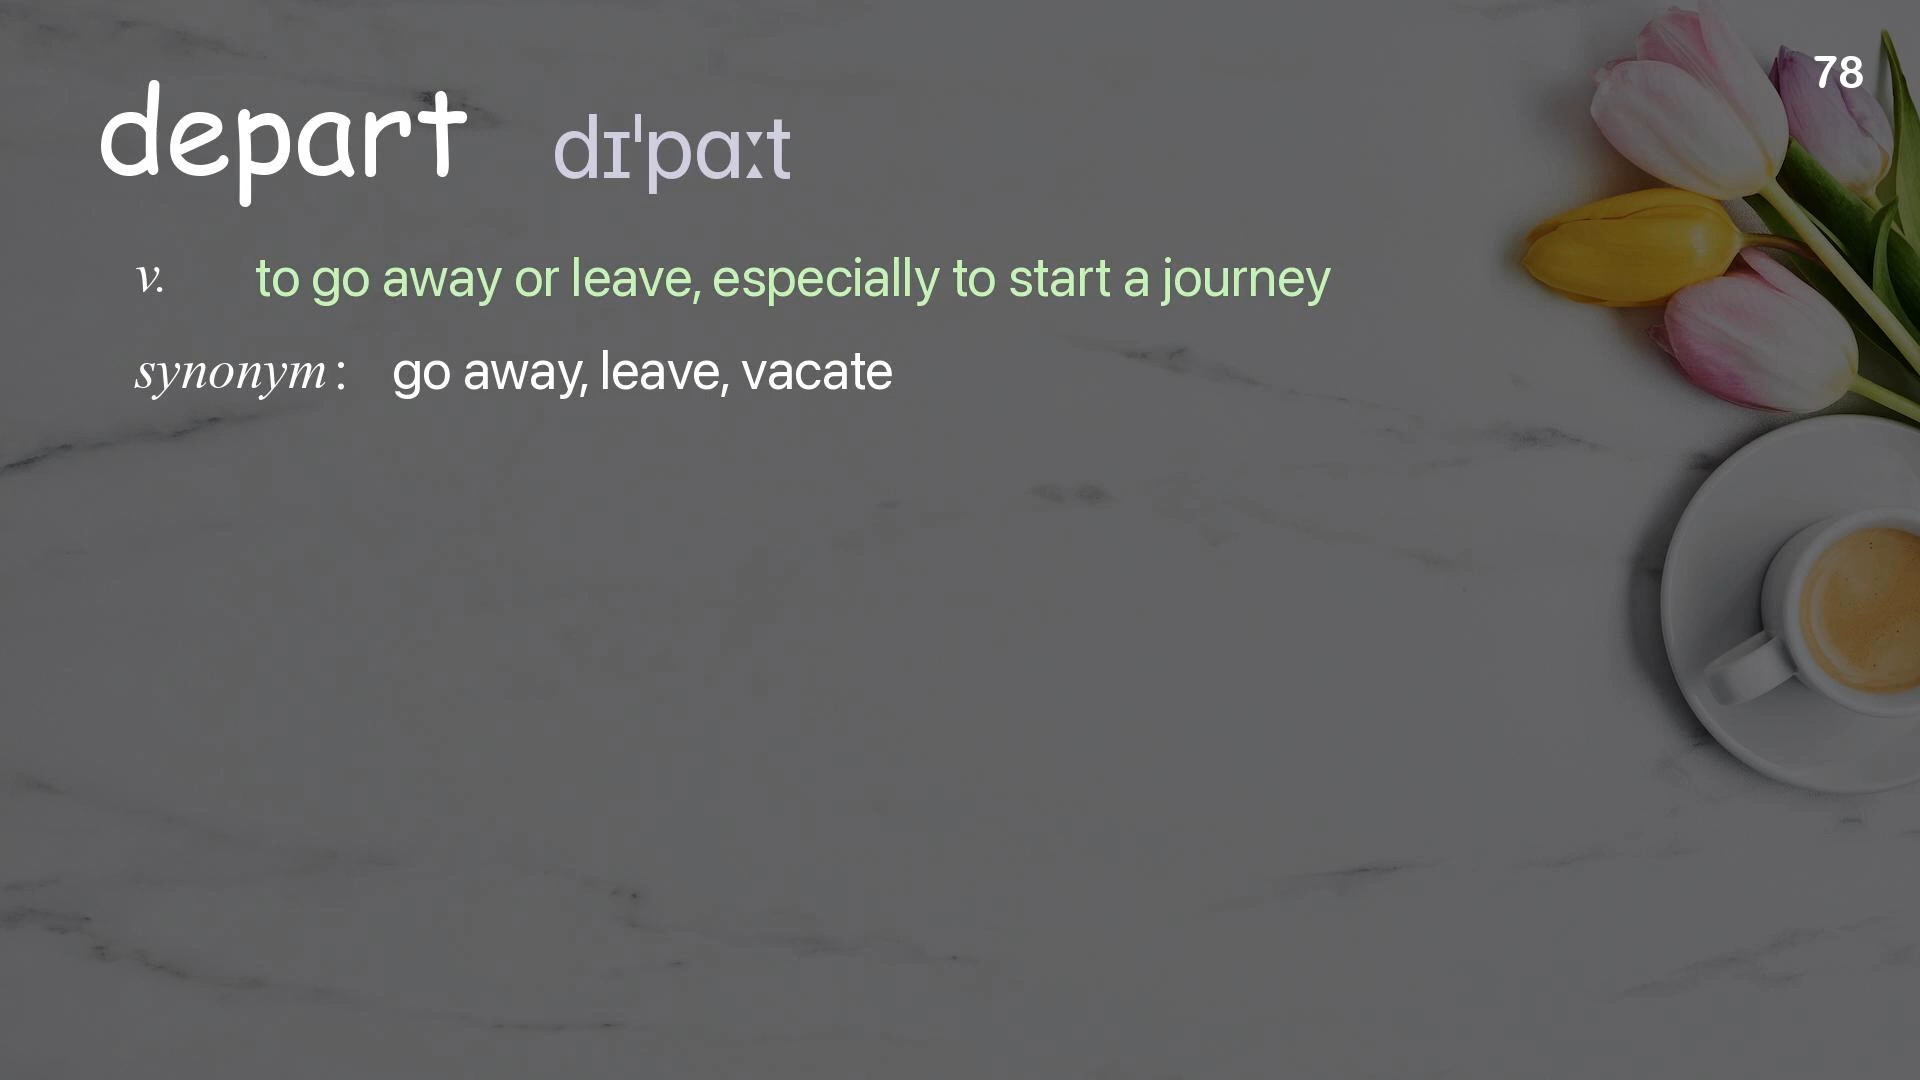 78
depart dɪˈpɑːt
v. to go away or leave, especially to start a journey
synonym: go away, leave, vacate